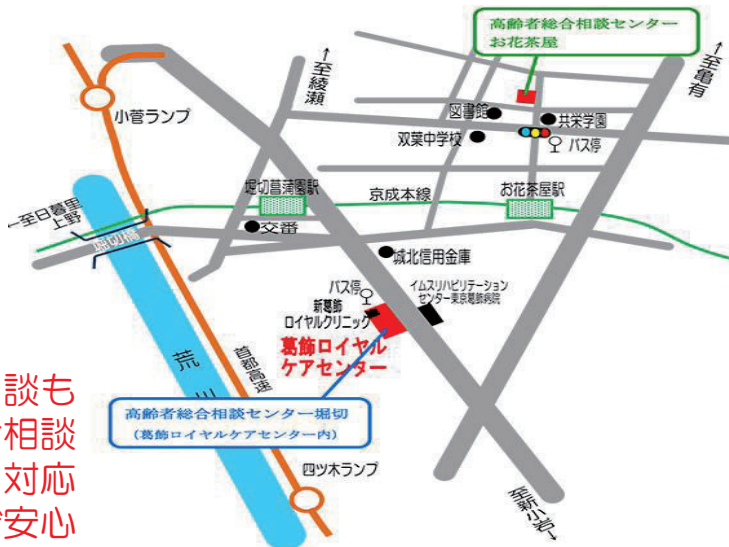 高齢者総合相談センター
お花茶屋
↑至綾瀬
↑至亀有
小菅ランプ
図書館
共栄学園
双葉中学校
バス停
堀切菖蒲園駅
京成本線
お花茶屋駅
←至日暮里
上野
堀切橋
交番
城北信用金庫
バス停
イムスリハビリテーション
センター東京葛飾病院
新葛飾
ロイヤルクリニック
葛飾ロイヤル
ケアセンター
荒
首都高速
談も
相談
高齢者総合相談センター堀切
(葛飾ロイヤルケアセンター内)
対応
四ツ木ランプ
安心
至新小岩→